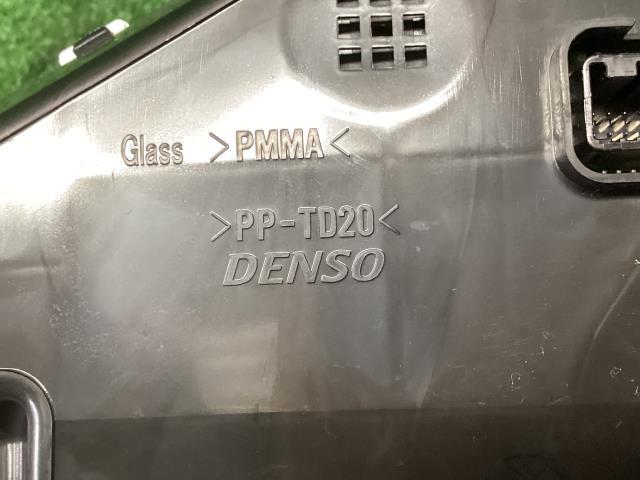 Glass >PMMA<
>PP-TD20<
DENSO